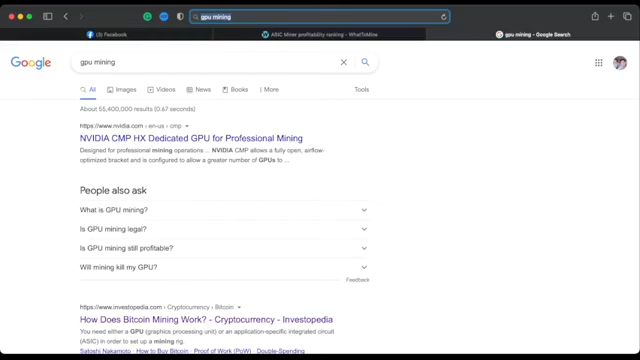 gpu mining
(3) Facebook
ASIC Miner profitability ranking - WhatToMine
gpu mining - Google Search
Google
gpu mining
All
Images
Videos
News
Books
More
Tools
About 55,400,000 results (0.67 seconds)
https://www.nvidia.com › en-us › cmp
NVIDIA CMP HX Dedicated GPU for Professional Mining
Designed for professional mining operations ... NVIDIA CMP allows a fully open, airflow-
optimized bracket and is configured to allow a greater number of GPUs to ...
People also ask
What is GPU mining?
Is GPU mining legal?
Is GPU mining still profitable?
Will mining kill my GPU?
Feedback
https://www.investopedia.com › Cryptocurrency › Bitcoin
How Does Bitcoin Mining Work? - Cryptocurrency - Investopedia
You need either a GPU (graphics processing unit) or an application-specific integrated circuit
(ASIC) in order to set up a mining rig.
Satoshi Nakamoto · How to Buy Bitcoin · Proof of Work (PoW) · Double-Spending